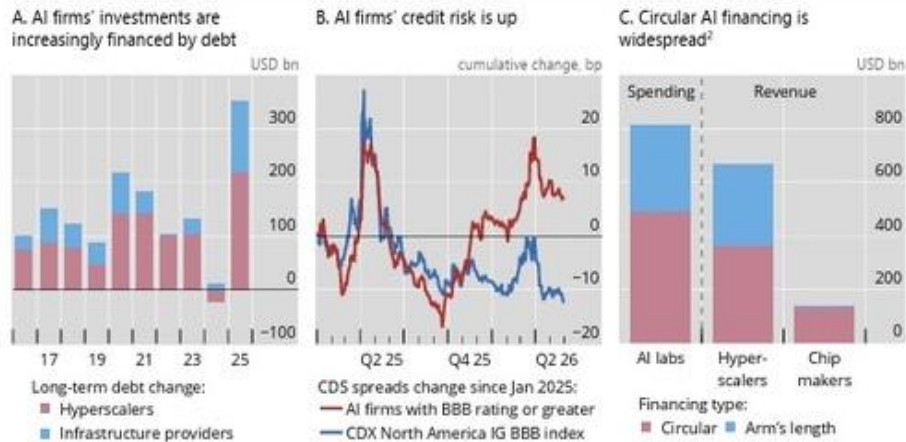 A. AI firms' investments are
increasingly financed by debt
USD bn
300
200
100
0
−100
17
19
21
23
25
Long-term debt change:
Hyperscalers
Infrastructure providers
B. AI firms' credit risk is up
cumulative change, bp
20
10
0
−10
−20
Q2 25
Q4 25
Q2 26
CDS spreads change since Jan 2025:
AI firms with BBB rating or greater
CDX North America IG BBB index
C. Circular AI financing is
widespread²
USD bn
Spending
Revenue
800
600
400
200
0
AI labs
Hyper-
scalers
Chip
makers
Financing type:
Circular
Arm's length